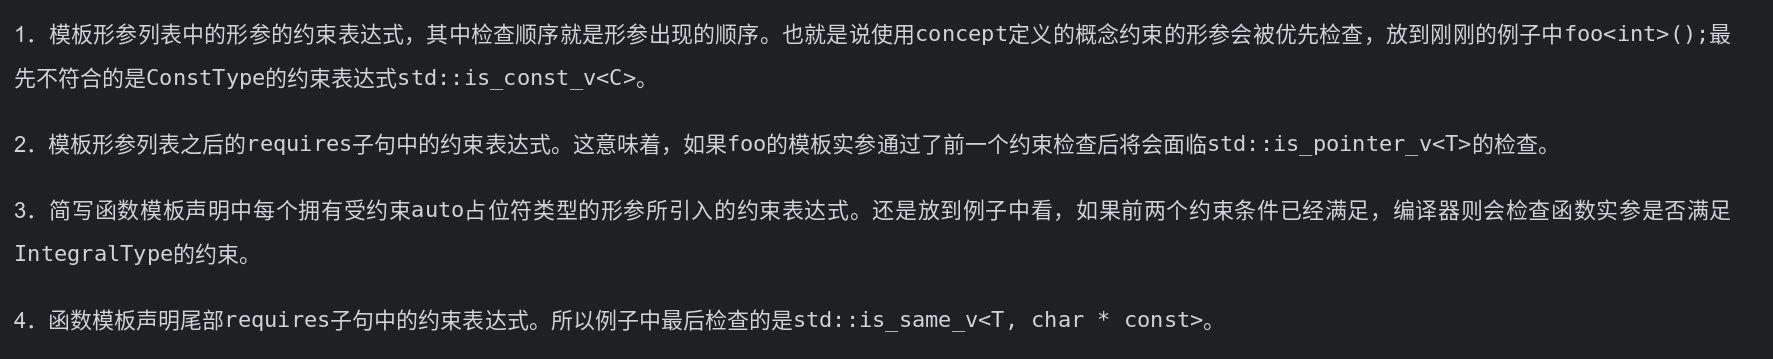 1．模板形参列表中的形参的约束表达式，其中检查顺序就是形参出现的顺序。也就是说使用concept定义的概念约束的形参会被优先检查，放到刚刚的例子中foo<int>();最
先不符合的是ConstType的约束表达式std::is_const_v<C>。
2．模板形参列表之后的requires子句中的约束表达式。这意味着，如果foo的模板实参通过了前一个约束检查后将会面临std::is_pointer_v<T>的检查。
3．简写函数模板声明中每个拥有受约束auto占位符类型的形参所引入的约束表达式。还是放到例子中看，如果前两个约束条件已经满足，编译器则会检查函数实参是否满足
IntegralType的约束。
4．函数模板声明尾部requires子句中的约束表达式。所以例子中最后检查的是std::is_same_v<T, char * const>。